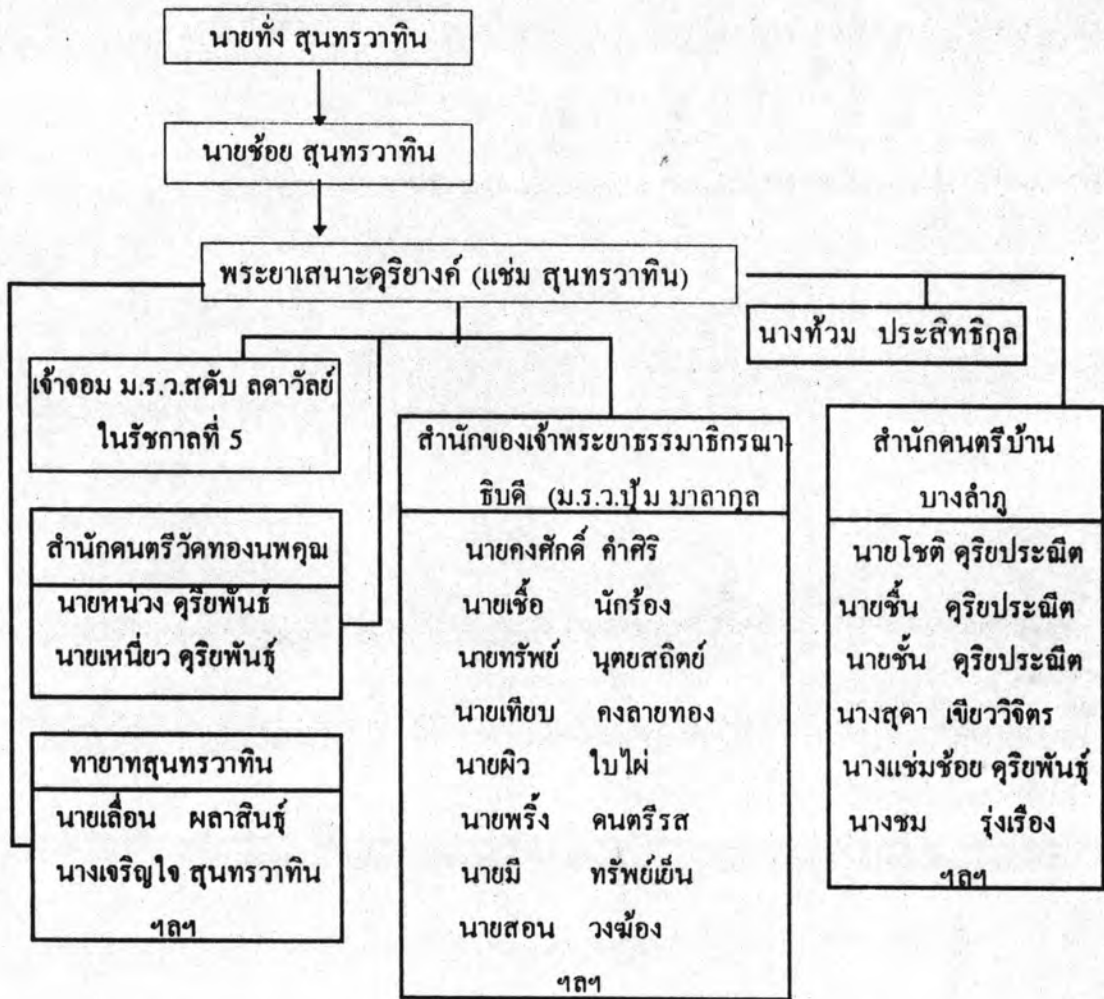 นายทั่ง สุนทรวาทิน
นายช้อย สุนทรวาทิน
พระยาเสนาะดุริยางค์ (แช่ม สุนทรวาทิน)
นางท้วม ประสิทธิกุล
เจ้าจอม ม.ร.ว.สดับ ลดาวัลย์
ในรัชกาลที่ 5
สำนักดนตรีวัดทองนพคุณ
นายหน่วง ดุริยพันธ์
นายเหนี่ยว ดุริยพันธุ์
ทายาทสุนทรวาทิน
นายเลื่อน ผลาสินธุ์
นางเจริญใจ สุนทรวาทิน
ฯลฯ
สำนักของเจ้าพระยาธรรมาธิกรณา-
ธิบดี (ม.ร.ว.ปุ้ม มาลากุล
นายคงศักดิ์ คำศิริ
นายเชื้อ นักร้อง
นายทรัพย์ นุตยสถิตย์
นายเทียบ คงลายทอง
นายผิว ใบไผ่
นายพริ้ง ดนตรีรส
นายมี ทรัพย์เย็น
นายสอน วงฆ้อง
ฯลฯ
สำนักดนตรีบ้าน
บางลำภู
นายโชติ ดุริยประณีต
นายชื้น ดุริยประณีต
นายชั้น ดุริยประณีต
นางสุดา เขียววิจิตร
นางแช่มช้อย ดุริยพันธุ์
นางชม รุ่งเรือง
ฯลฯ